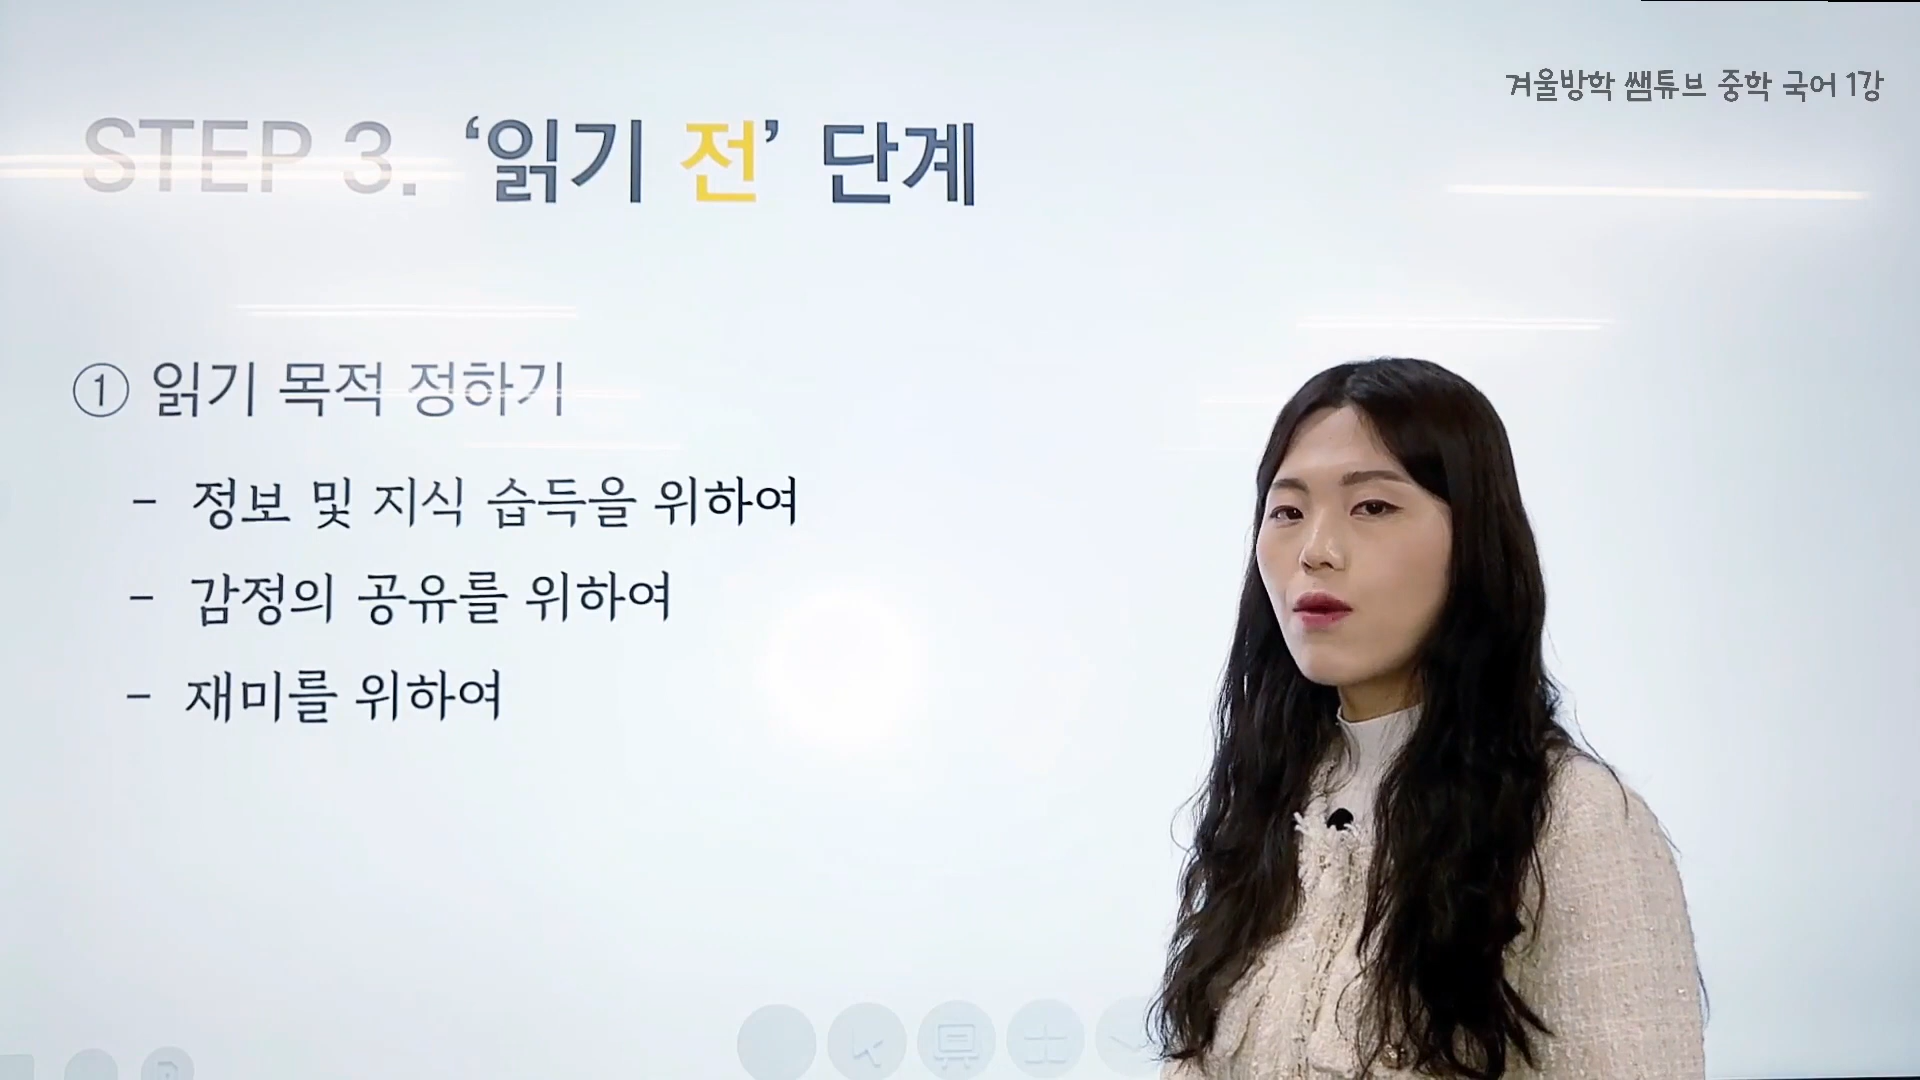 겨울방학 쌤튜브 중학 국어 1강
STEP 3. ‘읽기 전’ 단계
① 읽기 목적 정하기
- 정보 및 지식 습득을 위하여
- 감정의 공유를 위하여
- 재미를 위하여